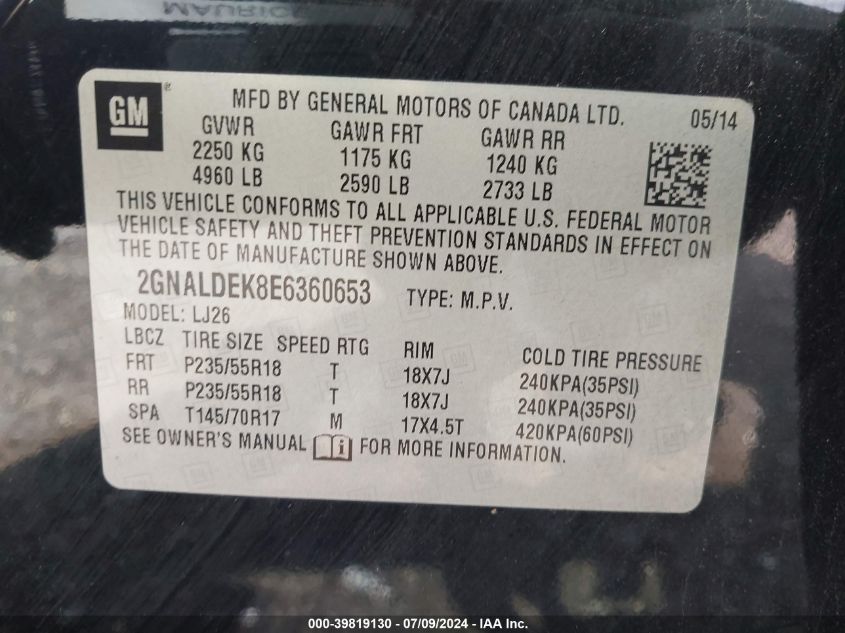 MAURICE
GM®
MFD BY GENERAL MOTORS OF CANADA LTD. 05/14
GVWR GAWR FRT GAWR RR
2250 KG 1175 KG 1240 KG
4960 LB 2590 LB 2733 LB
THIS VEHICLE CONFORMS TO ALL APPLICABLE U.S. FEDERAL MOTOR
VEHICLE SAFETY AND THEFT PREVENTION STANDARDS IN EFFECT ON
THE DATE OF MANUFACTURE SHOWN ABOVE.
2GNALDEK8E6360653 TYPE: M.P.V.
MODEL: LJ26
LBCZ TIRE SIZE SPEED RTG RIM COLD TIRE PRESSURE
FRT P235/55R18 T 18X7J 240KPA(35PSI)
RR P235/55R18 T 18X7J 240KPA(35PSI)
SPA T145/70R17 M 17X4.5T 420KPA(60PSI)
SEE OWNER'S MANUAL i FOR MORE INFORMATION.
000-39819130 - 07/09/2024 - IAA Inc.